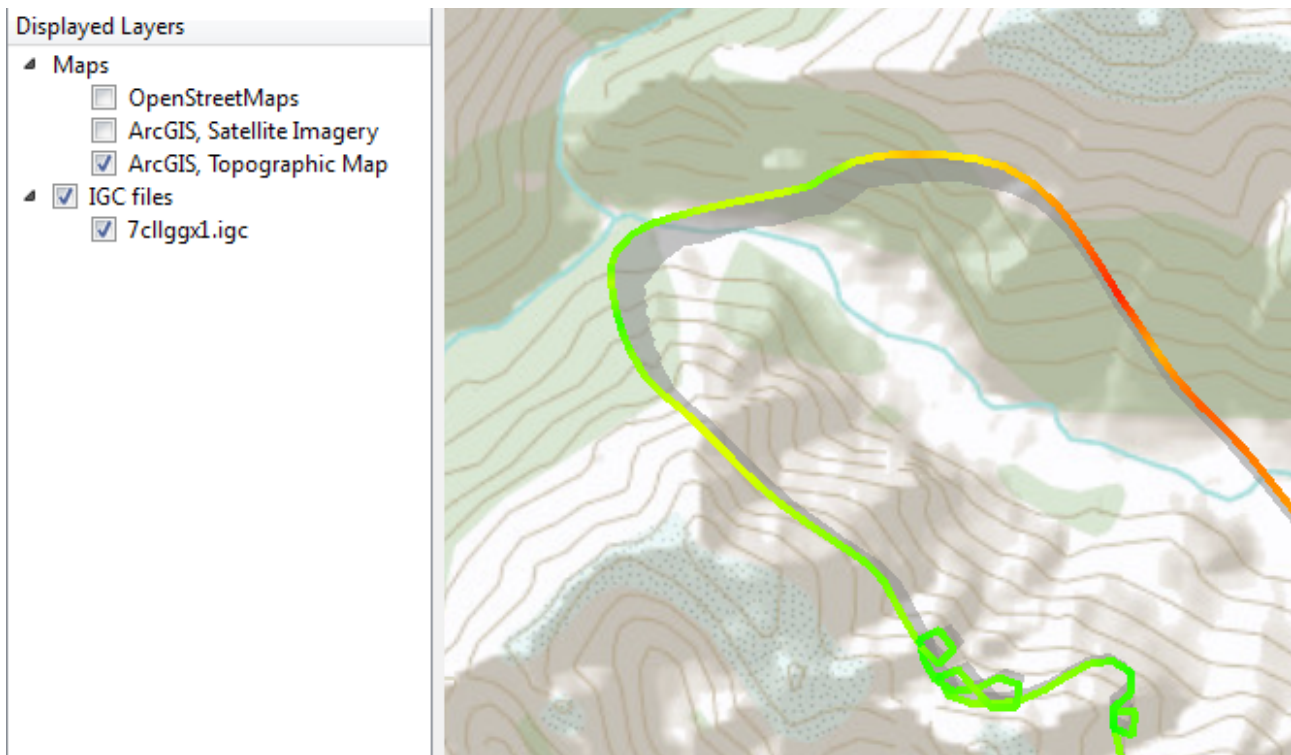 Displayed Layers
Maps
OpenStreetMaps
ArcGIS, Satellite Imagery
ArcGIS, Topographic Map
IGC files
7cllggx1.igc